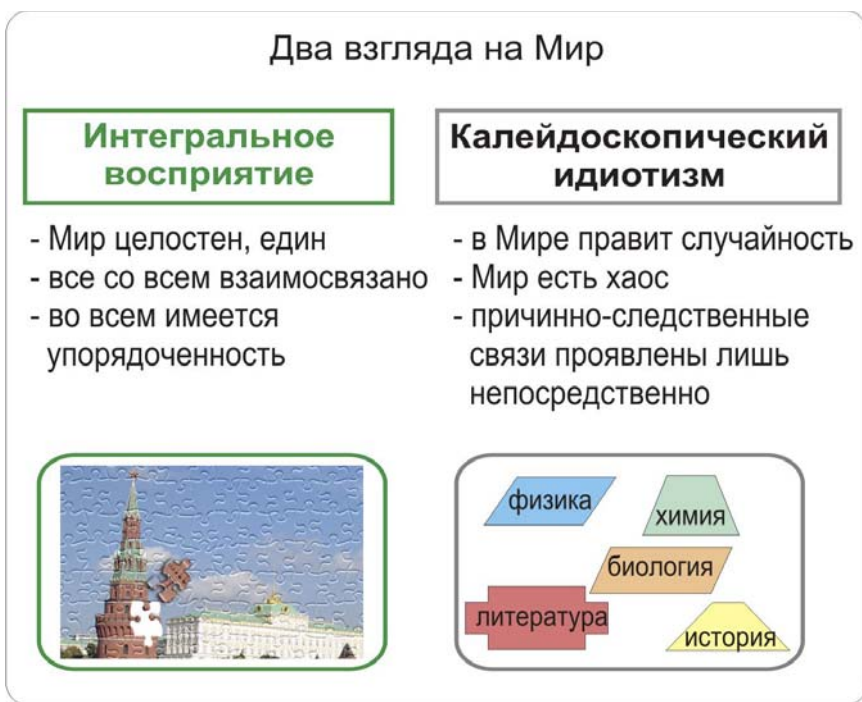 Два взгляда на Мир
Интегральное
восприятие
- Мир целостен, един
- все со всем взаимосвязано
- во всем имеется
упорядоченность
Калейдоскопический
идиотизм
- в Мире правит случайность
- Мир есть хаос
- причинно-следственные
связи проявлены лишь
непосредственно
физика
химия
биология
литература
история